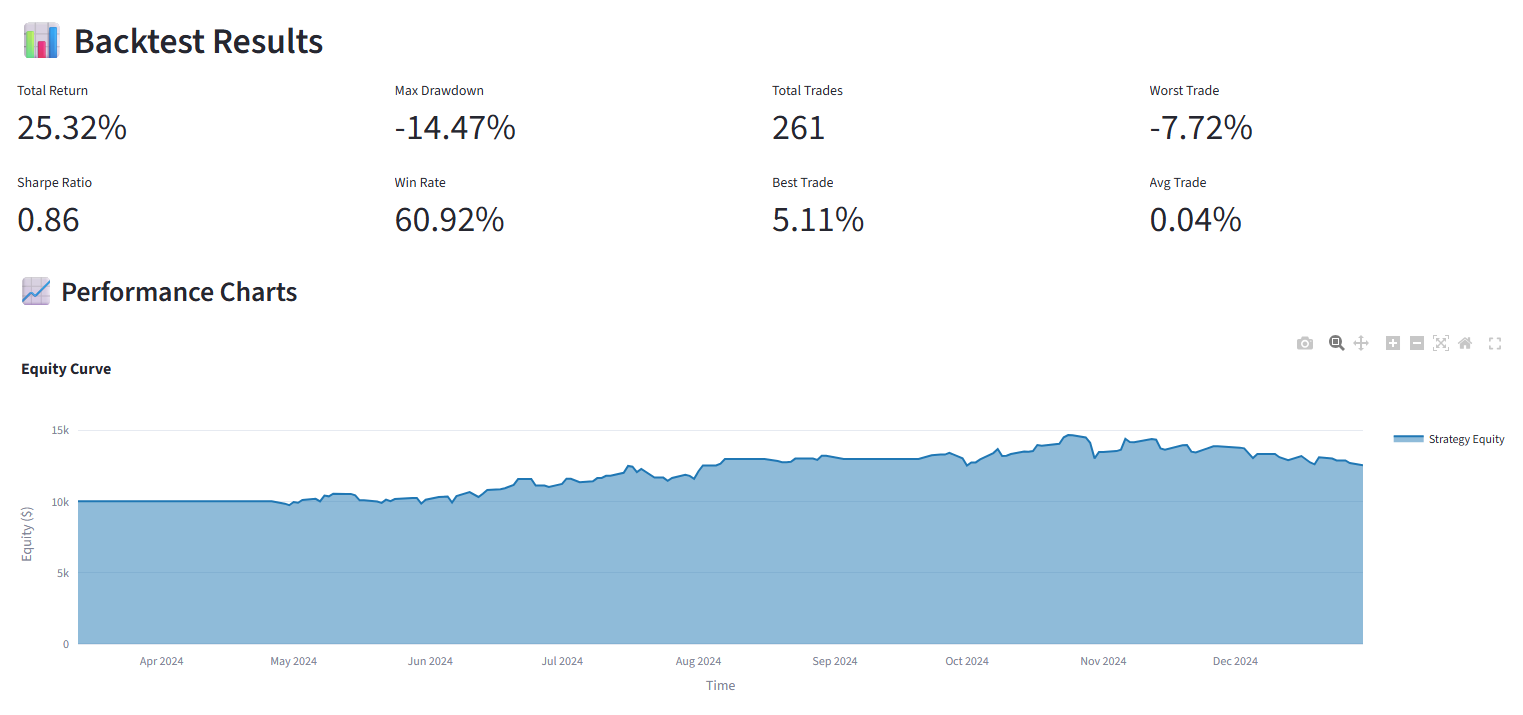 Backtest Results
Total Return
25.32%
Max Drawdown
-14.47%
Total Trades
261
Worst Trade
-7.72%
Sharpe Ratio
0.86
Win Rate
60.92%
Best Trade
5.11%
Avg Trade
0.04%
Performance Charts
Equity Curve
15k
10k
5k
0
Equity ($)
Apr 2024
May 2024
Jun 2024
Jul 2024
Aug 2024
Sep 2024
Oct 2024
Nov 2024
Dec 2024
Time
Strategy Equity